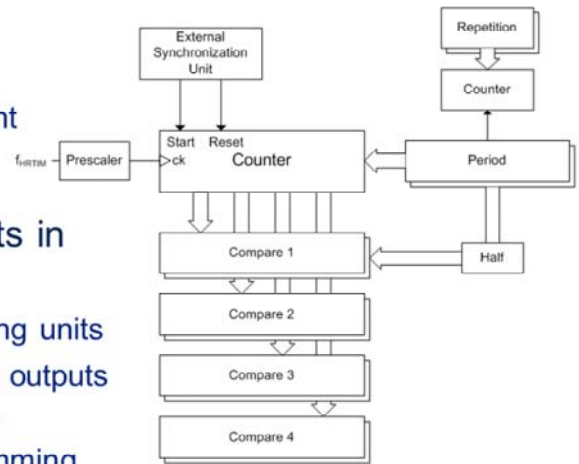 nt
ts in
ng units
outputs
mming
External
Synchronization
Unit
Repetition
Counter
Start Reset
fHRTIM Prescaler ck Counter
Period
Compare 1
Half
Compare 2
Compare 3
Compare 4